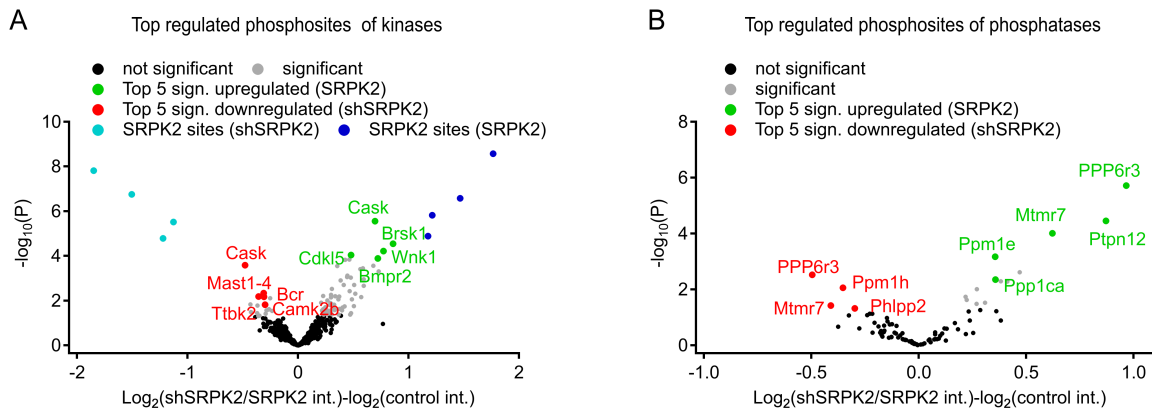 A
Top regulated phosphosites of kinases
not significant significant
Top 5 sign. upregulated (SRPK2)
Top 5 sign. downregulated (shSRPK2)
SRPK2 sites (shSRPK2) SRPK2 sites (SRPK2)
10
8
6
4
2
0
-log10(P)
Cask
Brsk1
Cask
Cdkl5
Wnk1
Bmpr2
Mast1-4
Bcr
Ttbk2
Camk2b
-2
-1
0
1
2
Log2(shSRPK2/SRPK2 int.)-log2(control int.)
B
Top regulated phosphosites of phosphatases
not significant
significant
Top 5 sign. upregulated (SRPK2)
Top 5 sign. downregulated (shSRPK2)
8
6
4
2
0
-log10(P)
PPP6r3
Mtmr7
Ptpn12
Ppm1e
PPP6r3
Ppm1h
Ppp1ca
Mtmr7
Phlpp2
-1.0
-0.5
0.0
0.5
1.0
Log2(shSRPK2/SRPK2 int.)-log2(control int.)